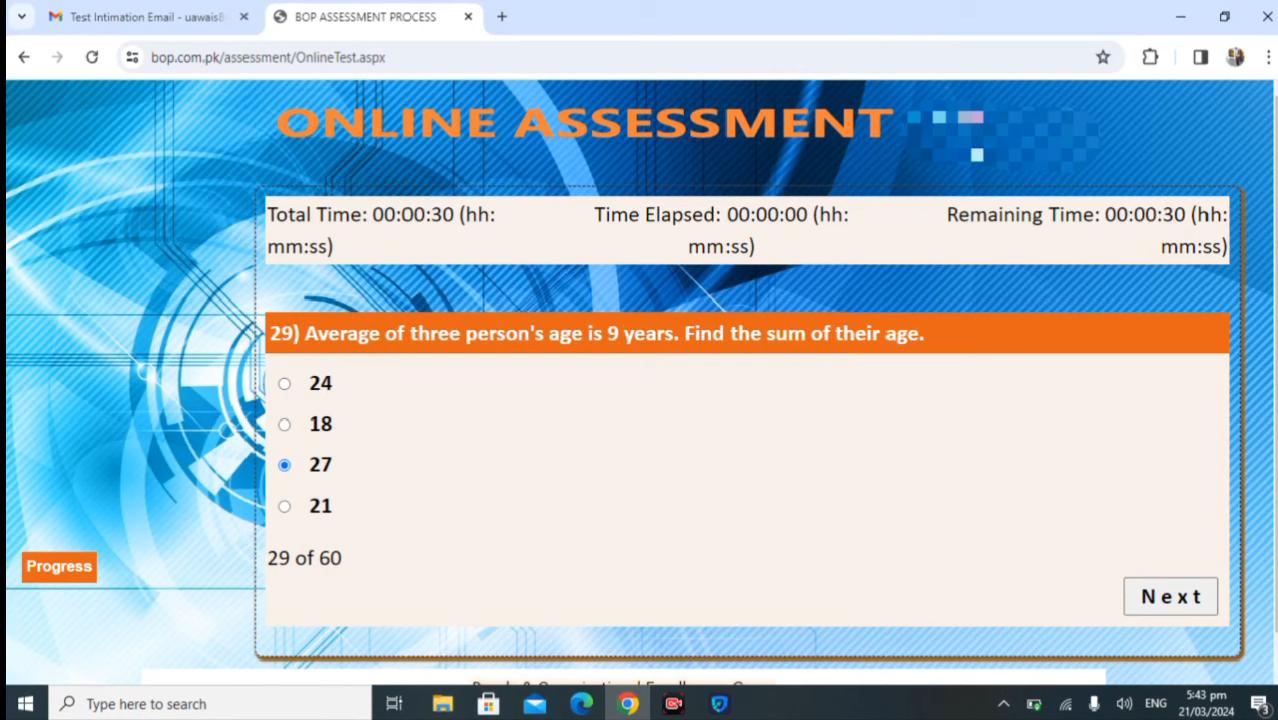 Test Intimation Email - uawais8
BOP ASSESSMENT PROCESS
bop.com.pk/assessment/OnlineTest.aspx
ONLINE ASSESSMENT
Total Time: 00:00:30 (hh:
mm:ss)
Time Elapsed: 00:00:00 (hh:
mm:ss)
Remaining Time: 00:00:30 (hh:
mm:ss)
29) Average of three person's age is 9 years. Find the sum of their age.
24
18
27
21
29 of 60
Progress
Next
Type here to search
ENG
5:43 pm
21/03/2024
3